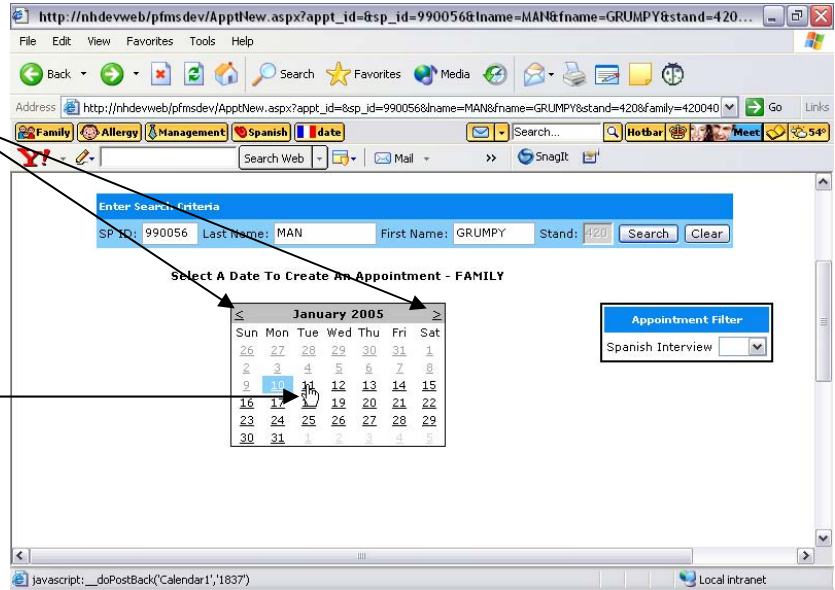 http://nhdevweb/pfmsdev/ApptNew.aspx?appt_id=&sp_id=990056&lname=MAN&fname=GRUMPY&stand=420...
File Edit View Favorites Tools Help
Back Search Favorites Media
Address http://nhdevweb/pfmsdev/ApptNew.aspx?appt_id=&sp_id=990056&lname=MAN&fname=GRUMPY&stand=420&family=420040 Go Links
Family Allergy Management Spanish date Search... Hotbar Meet 54°
Y! Search Web Mail » SnagIt
Enter Search Criteria
SP ID: 990056 Last Name: MAN First Name: GRUMPY Stand: 420 Search Clear
Select A Date To Create An Appointment - FAMILY
< January 2005 >
Appointment Filter
Sun Mon Tue Wed Thu Fri Sat
Spanish Interview
26 27 28 29 30 31 1
2 3 4 5 6 7 8
9 10 11 12 13 14 15
16 17 19 20 21 22
23 24 25 26 27 28 29
30 31 1 2 3 4 5
javascript:__doPostBack('Calendar1','1837') Local intranet